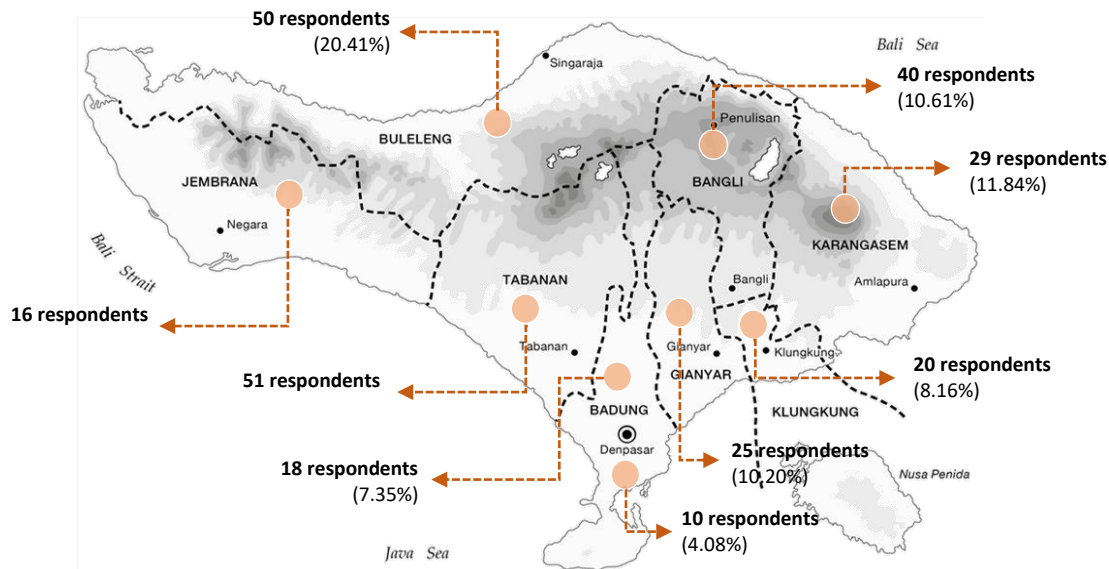 50 respondents
(20.41%)
Bali Sea
Singaraja
40 respondents
(10.61%)
Penulisan
BULELENG
29 respondents
(11.84%)
JEMBRANA
BANGLI
Negara
KARANGASEM
Bali Strait
TABANAN
Bangli
Amlapura
16 respondents
Tabanan
Gianyar
Klungkung
GIANYAR
20 respondents
(8.16%)
51 respondents
BADUNG
KLUNGKUNG
Denpasar
25 respondents
(10.20%)
18 respondents
(7.35%)
Nusa Penida
10 respondents
(4.08%)
Java Sea